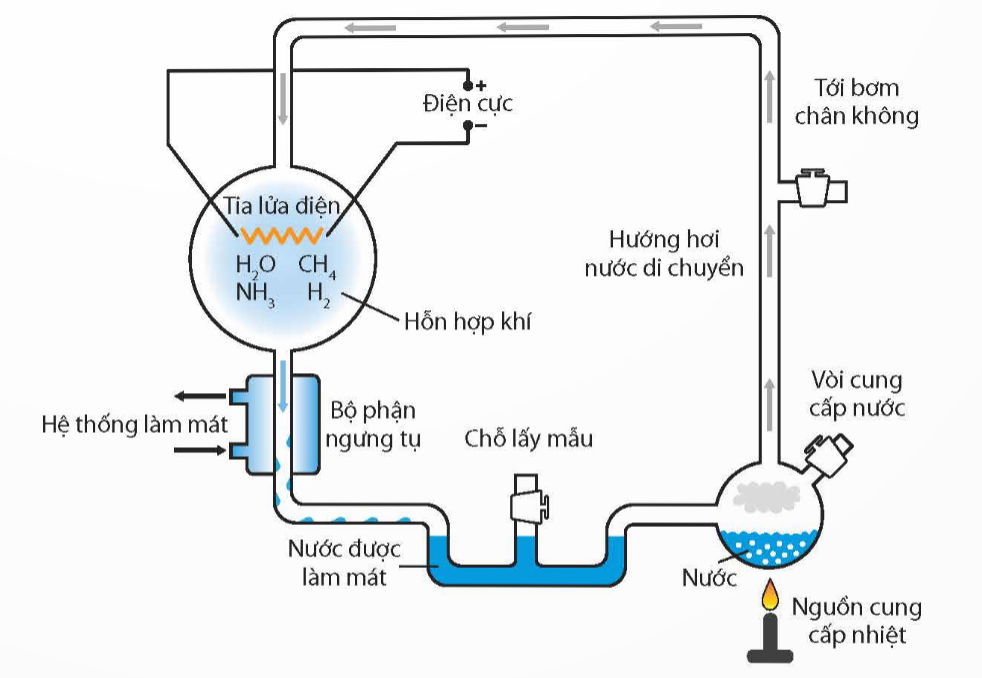 +
Điện cực
−
Tới bơm
chân không
Tia lửa điện
H₂O CH₄
NH₃ H₂
Hỗn hợp khí
Hướng hơi
nước di chuyển
Hệ thống làm mát
Bộ phận
ngưng tụ
Chỗ lấy mẫu
Vòi cung
cấp nước
Nước được
làm mát
Nước
Nguồn cung
cấp nhiệt